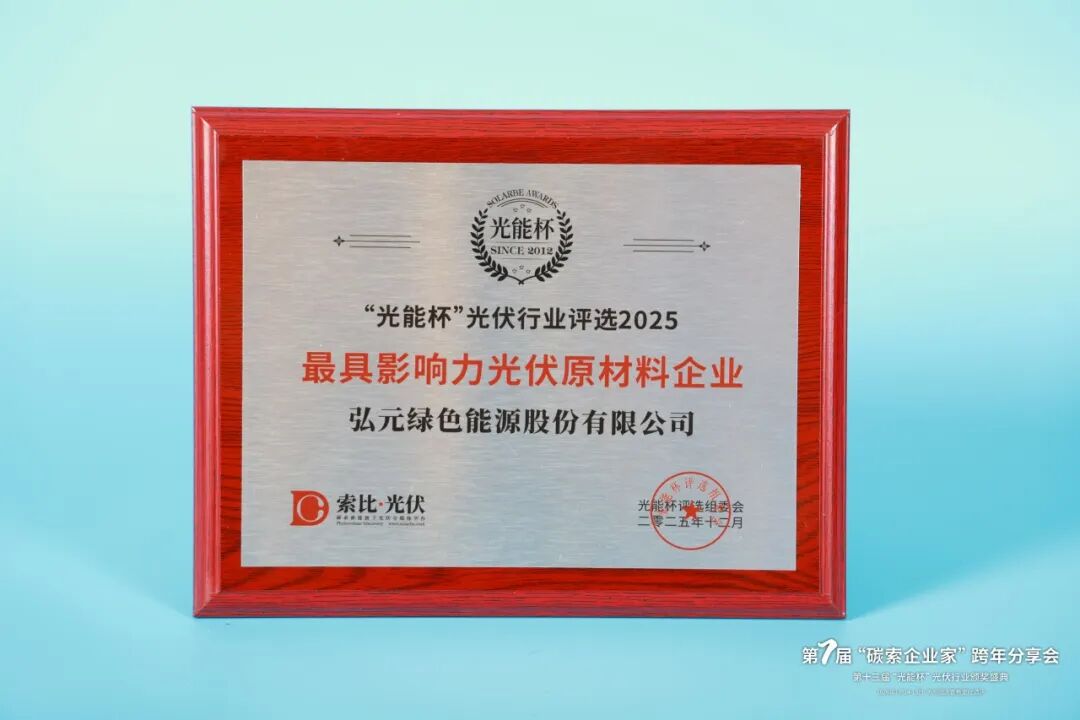 SOLARBE AWARDS
光能杯
SINCE 2012
“光能杯”光伏行业评选2025
最具影响力光伏原材料企业
弘元绿色能源股份有限公司
索比·光伏
光能杯评选组委会
二零二五年十二月
第7届“碳索企业家”跨年分享会
第十三届“光能杯”光伏行业颁奖盛典